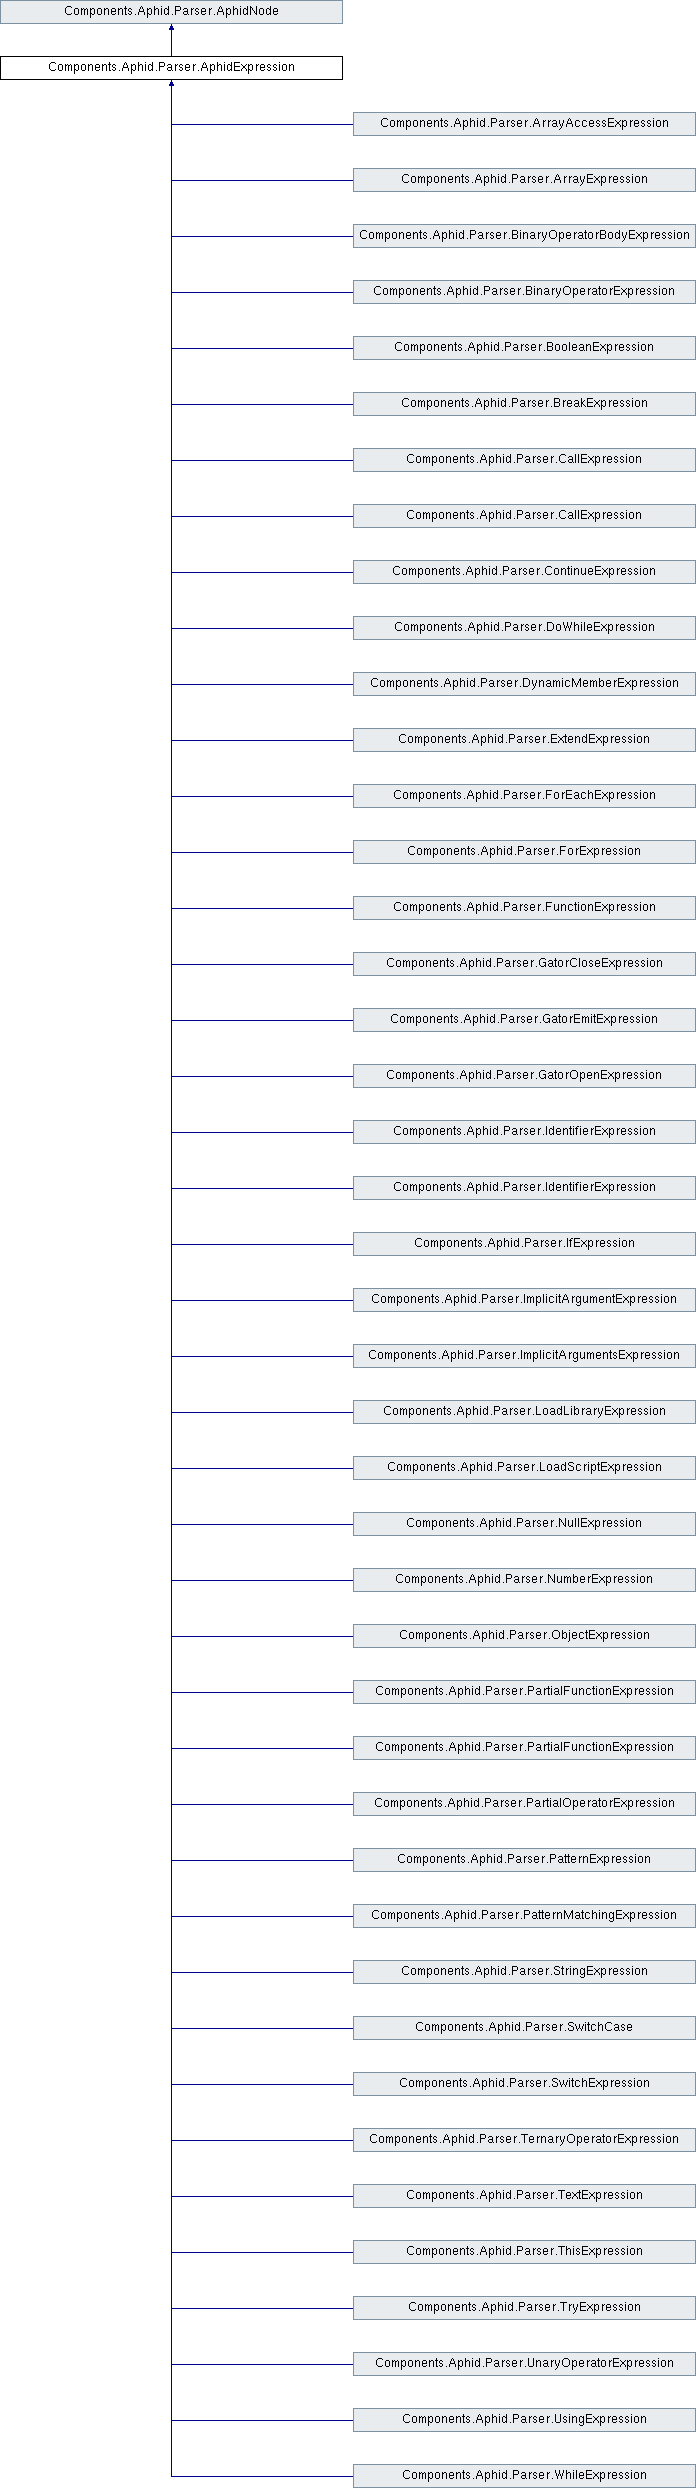 Components.Aphid.Parser.AphidNode
Components.Aphid.Parser.AphidExpression
Components.Aphid.Parser.ArrayAccessExpression
Components.Aphid.Parser.ArrayExpression
Components.Aphid.Parser.BinaryOperatorBodyExpression
Components.Aphid.Parser.BinaryOperatorExpression
Components.Aphid.Parser.BooleanExpression
Components.Aphid.Parser.BreakExpression
Components.Aphid.Parser.CallExpression
Components.Aphid.Parser.CallExpression
Components.Aphid.Parser.ContinueExpression
Components.Aphid.Parser.DoWhileExpression
Components.Aphid.Parser.DynamicMemberExpression
Components.Aphid.Parser.ExtendExpression
Components.Aphid.Parser.ForEachExpression
Components.Aphid.Parser.ForExpression
Components.Aphid.Parser.FunctionExpression
Components.Aphid.Parser.GatorCloseExpression
Components.Aphid.Parser.GatorEmitExpression
Components.Aphid.Parser.GatorOpenExpression
Components.Aphid.Parser.IdentifierExpression
Components.Aphid.Parser.IdentifierExpression
Components.Aphid.Parser.IfExpression
Components.Aphid.Parser.ImplicitArgumentExpression
Components.Aphid.Parser.ImplicitArgumentsExpression
Components.Aphid.Parser.LoadLibraryExpression
Components.Aphid.Parser.LoadScriptExpression
Components.Aphid.Parser.NullExpression
Components.Aphid.Parser.NumberExpression
Components.Aphid.Parser.ObjectExpression
Components.Aphid.Parser.PartialFunctionExpression
Components.Aphid.Parser.PartialFunctionExpression
Components.Aphid.Parser.PartialOperatorExpression
Components.Aphid.Parser.PatternExpression
Components.Aphid.Parser.PatternMatchingExpression
Components.Aphid.Parser.StringExpression
Components.Aphid.Parser.SwitchCase
Components.Aphid.Parser.SwitchExpression
Components.Aphid.Parser.TernaryOperatorExpression
Components.Aphid.Parser.TextExpression
Components.Aphid.Parser.ThisExpression
Components.Aphid.Parser.TryExpression
Components.Aphid.Parser.UnaryOperatorExpression
Components.Aphid.Parser.UsingExpression
Components.Aphid.Parser.WhileExpression